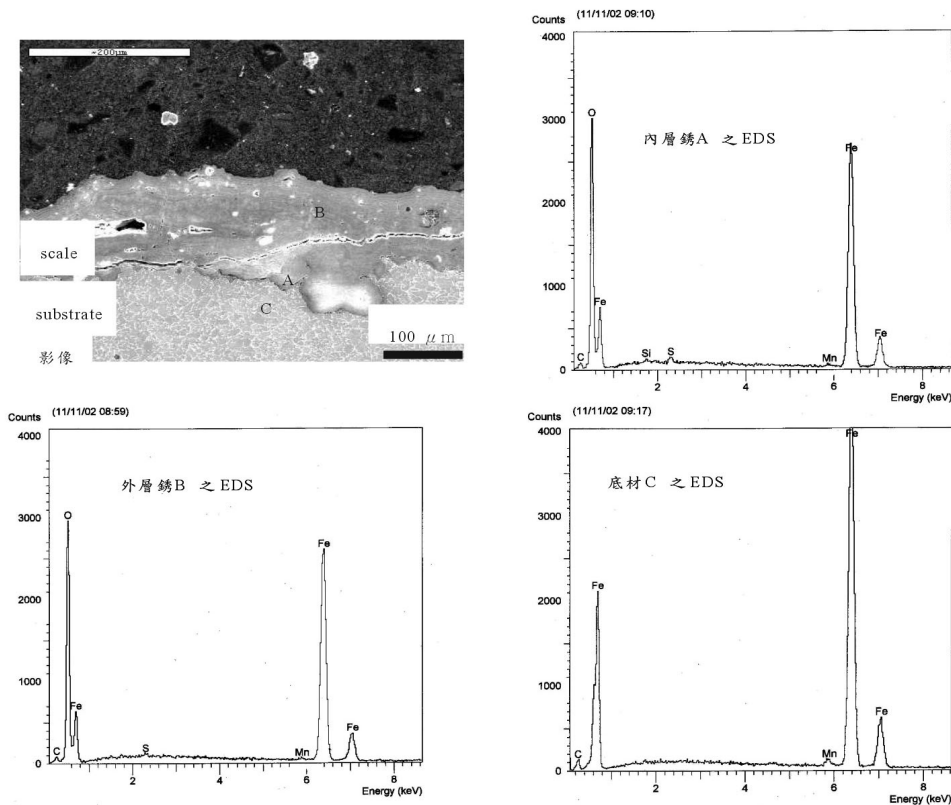 200μm
B
scale
A
substrate
C
100 μm
影像
Counts
(11/11/02 09:10)
4000
內層銹A 之EDS
O
3000
Fe
2000
1000
Fe
Fe
C
Si
S
Mn
0
2
4
6
8
Energy (keV)
Counts
(11/11/02 08:59)
4000
外層銹B 之EDS
O
3000
Fe
2000
1000
Fe
Fe
C
S
Mn
0
2
4
6
8
Energy (keV)
Counts
(11/11/02 09:17)
4000
Fe
底材C 之EDS
3000
Fe
2000
1000
Fe
C
Mn
0
2
4
6
8
Energy (keV)